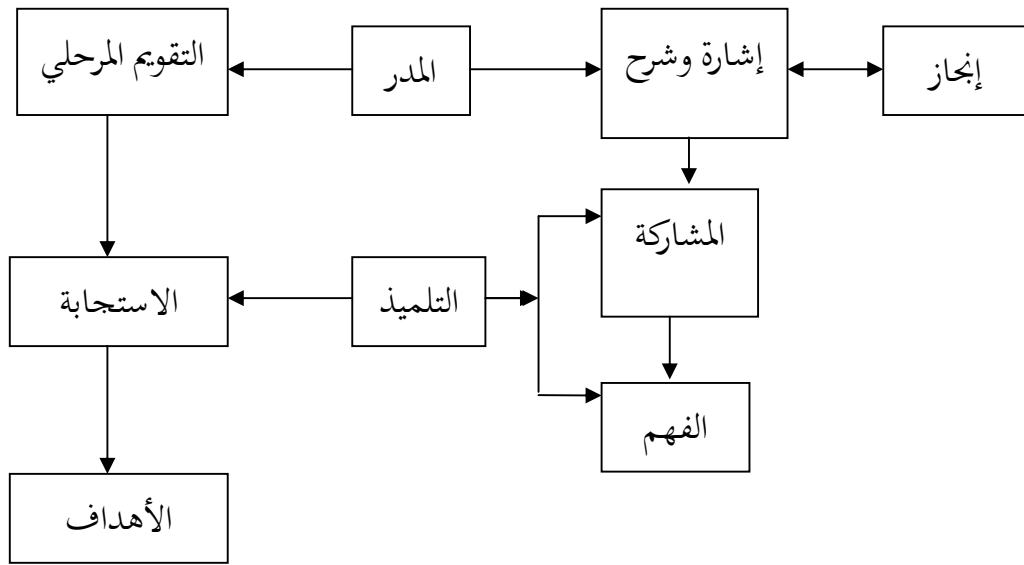 إنجاز
إشارة وشرح
المدر
التقويم المرحلي
المشاركة
التلميذ
الاستجابة
الفهم
الأهداف